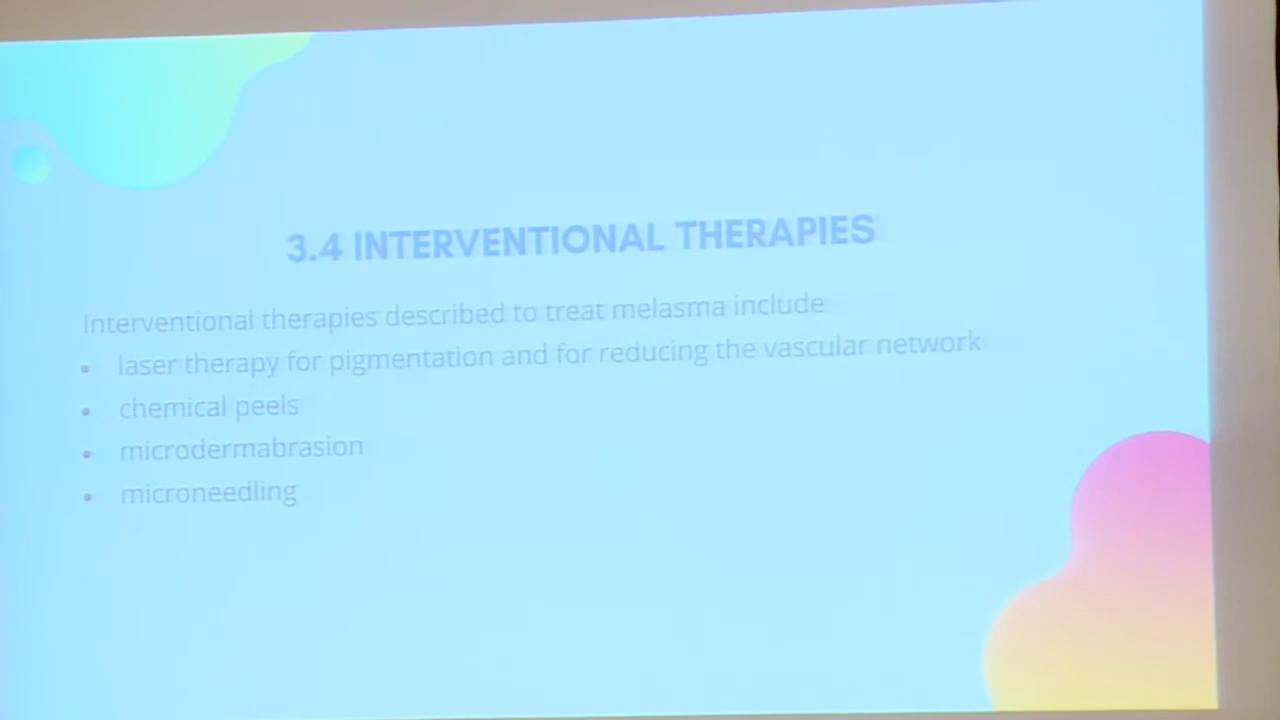 3.4 INTERVENTIONAL THERAPIES
Interventional therapies described to treat melasma include
• laser therapy for pigmentation and for reducing the vascular network
• chemical peels
• microdermabrasion
• microneedling